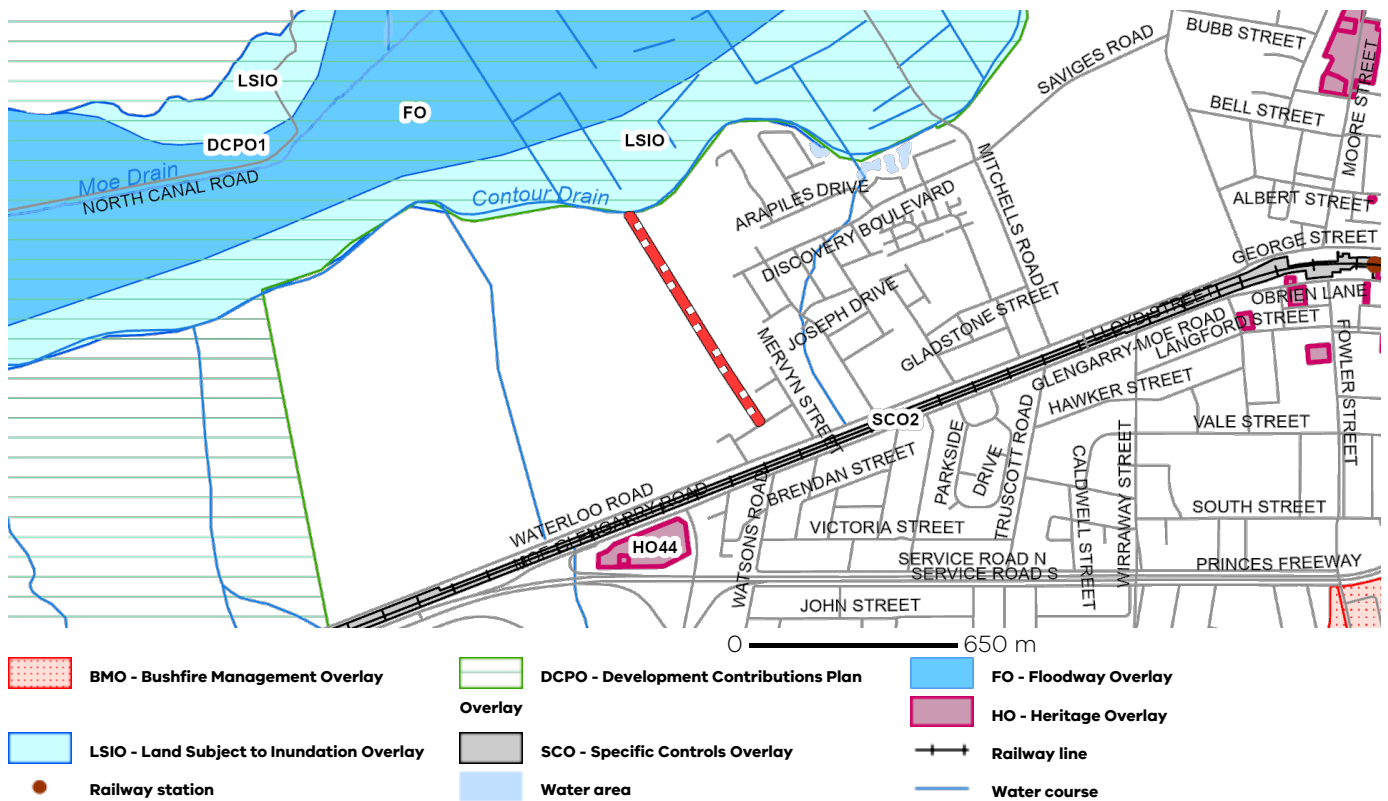 BUBB STREET
SAVIGES ROAD
LSIO
BELL STREET
MOORE STREET
FO
LSIO
DCPO1
Moe Drain
NORTH CANAL ROAD
Contour Drain
ARAPILES DRIVE
MITCHELLS ROAD
ALBERT STREET
DISCOVERY BOULEVARD
GEORGE STREET
JOSEPH DRIVE
OBRIEN LANE
LLOYD STREET
GLENGARRY-MOE ROAD
LANGFORD STREET
GLADSTONE STREET
MERVYN STREET
FOWLER STREET
HAWKER STREET
SCO2
VALE STREET
PARKSIDE
DRIVE
TRUSCOTT ROAD
CALDWELL STREET
WIRRAWAY STREET
BRENDAN STREET
WATERLOO ROAD
MOE-GLENGARRY ROAD
WATSONS ROAD
SOUTH STREET
VICTORIA STREET
HO44
SERVICE ROAD N
SERVICE ROAD S
PRINCES FREEWAY
JOHN STREET
0 650 m
BMO - Bushfire Management Overlay
DCPO - Development Contributions Plan
Overlay
FO - Floodway Overlay
HO - Heritage Overlay
LSIO - Land Subject to Inundation Overlay
SCO - Specific Controls Overlay
Railway line
Railway station
Water area
Water course